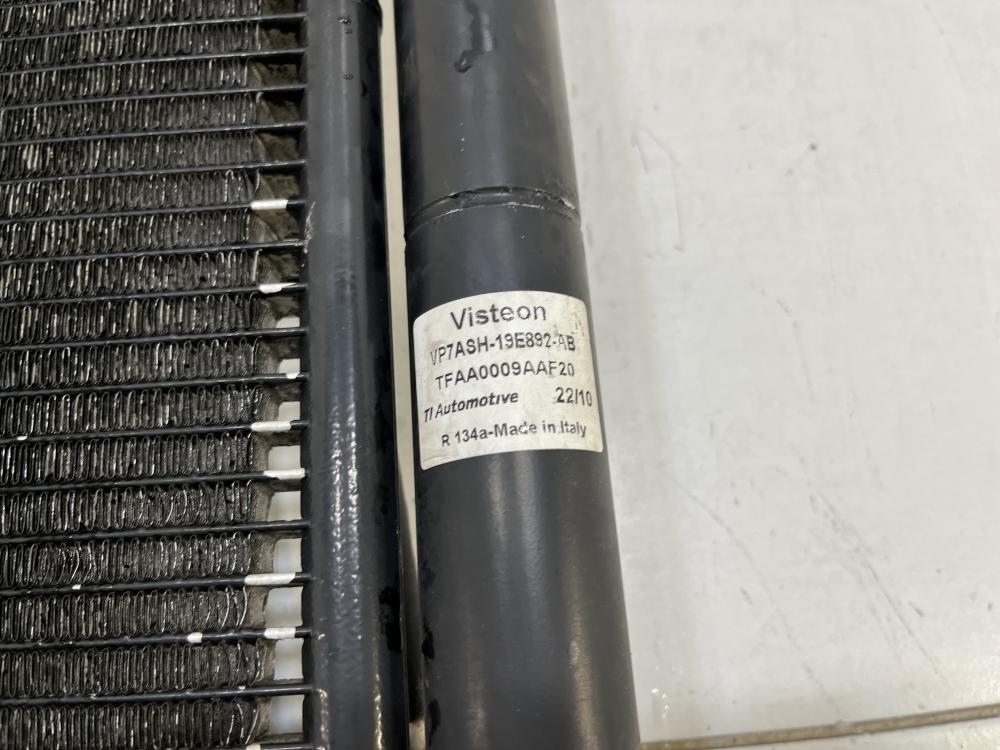 Visteon
VP7ASH-19E892-AB
TFAA0009AAF20
TI Automotive 22/10
R 134a-Made in Italy